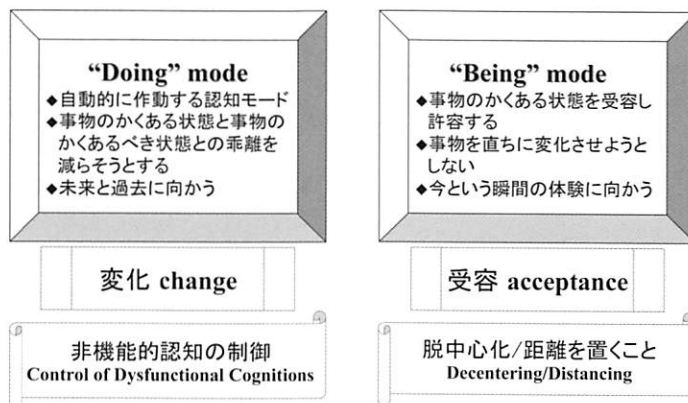 “Doing” mode
◆自動的に作動する認知モード
◆事物のかくある状態と事物の
かくあるべき状態との乖離を
減らそうとする
◆未来と過去に向かう
変化 change
非機能的認知の制御
Control of Dysfunctional Cognitions
“Being” mode
◆事物のかくある状態を受容し
許容する
◆事物を直ちに変化させようと
しない
◆今という瞬間の体験に向かう
受容 acceptance
脱中心化/距離を置くこと
Decentering/Distancing